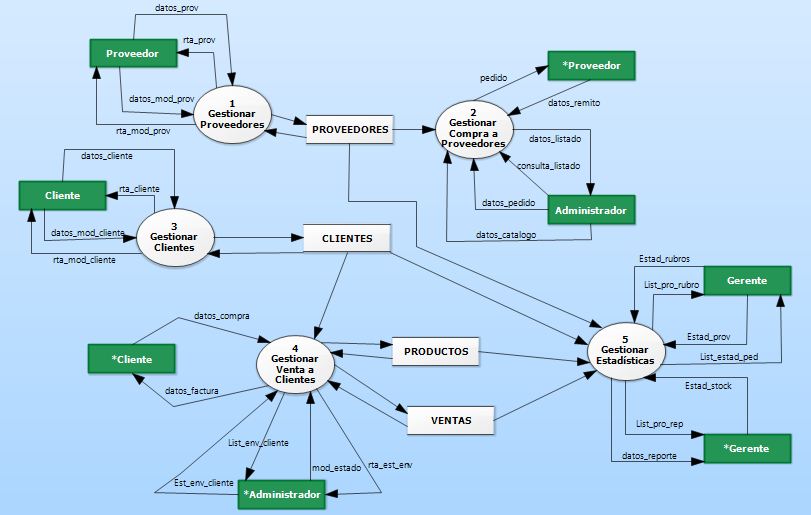 datos_prov
rta_prov
Proveedor
datos_mod_prov
rta_mod_prov
1
Gestionar
Proveedores
PROVEEDORES
pedido
*Proveedor
datos_remito
2
Gestionar
Compra a
Proveedores
datos_listado
consulta_listado
datos_pedido
Administrador
datos_catalogo
datos_cliente
rta_cliente
Cliente
datos_mod_cliente
rta_mod_cliente
3
Gestionar
Clientes
CLIENTES
Estad_rubros
Gerente
List_pro_rubro
Estad_prov
List_estad_ped
5
Gestionar
Estadísticas
datos_compra
*Cliente
datos_factura
4
Gestionar
Venta a
Clientes
PRODUCTOS
VENTAS
Estad_stock
List_pro_rep
*Gerente
datos_reporte
List_env_cliente
mod_estado
rta_est_env
Est_env_cliente
*Administrador